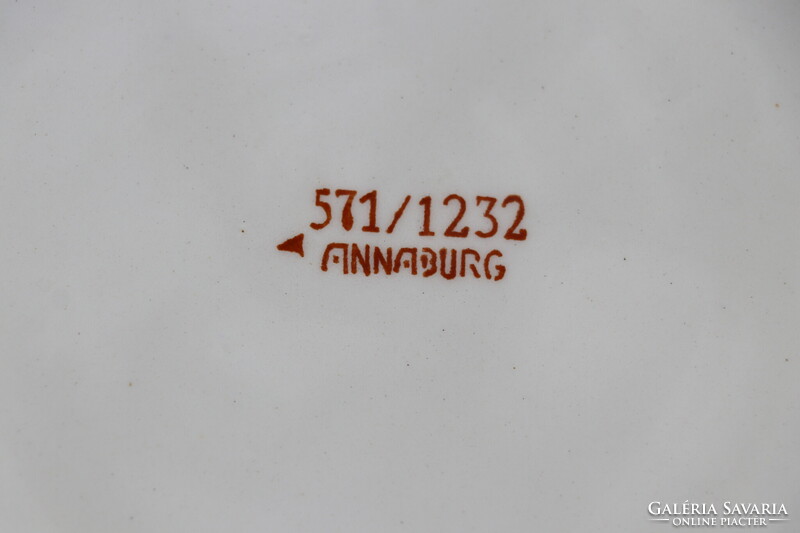 571/1232
ANNABURG
GALÉRIA SAVARIA
ONLINE PIACTÉR